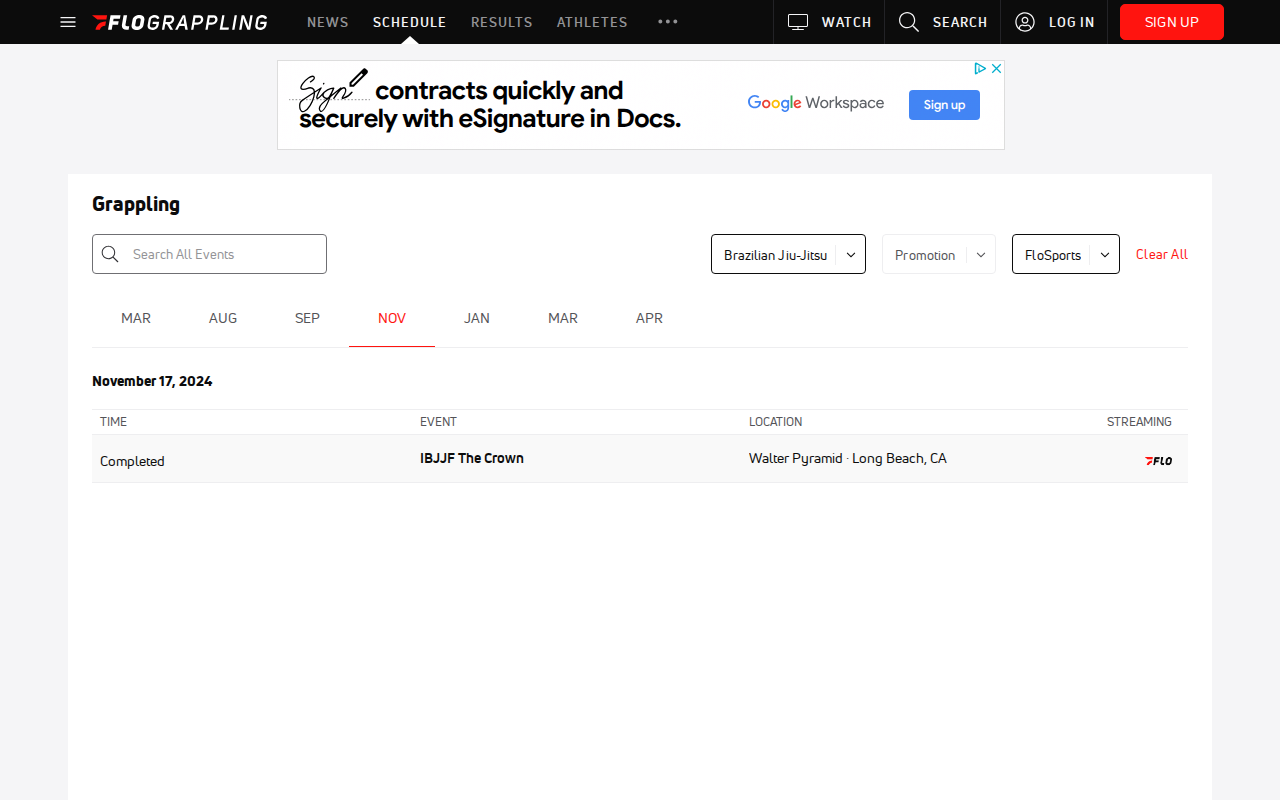 FLOGRAPPLING NEWS SCHEDULE RESULTS ATHLETES WATCH SEARCH LOG IN SIGN UP
Sign contracts quickly and
securely with eSignature in Docs.
Google Workspace
Sign up
Grappling
Search All Events
Brazilian Jiu-Jitsu
Promotion
FloSports
Clear All
MAR AUG SEP NOV JAN MAR APR
November 17, 2024
TIME EVENT LOCATION STREAMING
Completed IBJJF The Crown Walter Pyramid · Long Beach, CA FLO